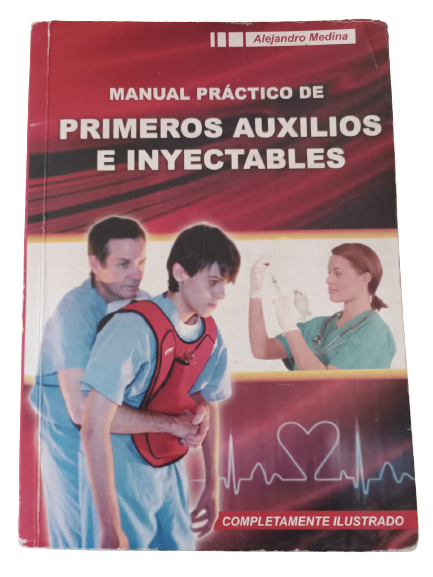 Alejandro Medina
MANUAL PRÁCTICO DE
PRIMEROS AUXILIOS
E INYECTABLES
COMPLETAMENTE ILUSTRADO